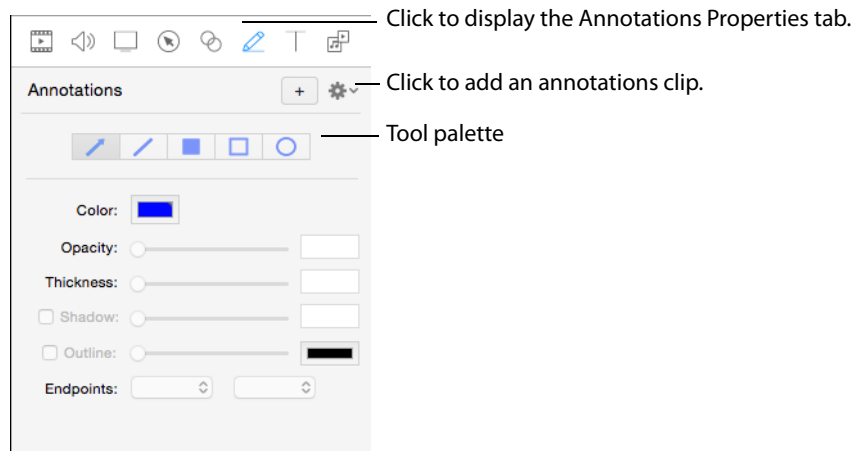 Click to display the Annotations Properties tab.
Annotations
+
Click to add an annotations clip.
Tool palette
Color:
Opacity:
Thickness:
Shadow:
Outline:
Endpoints: